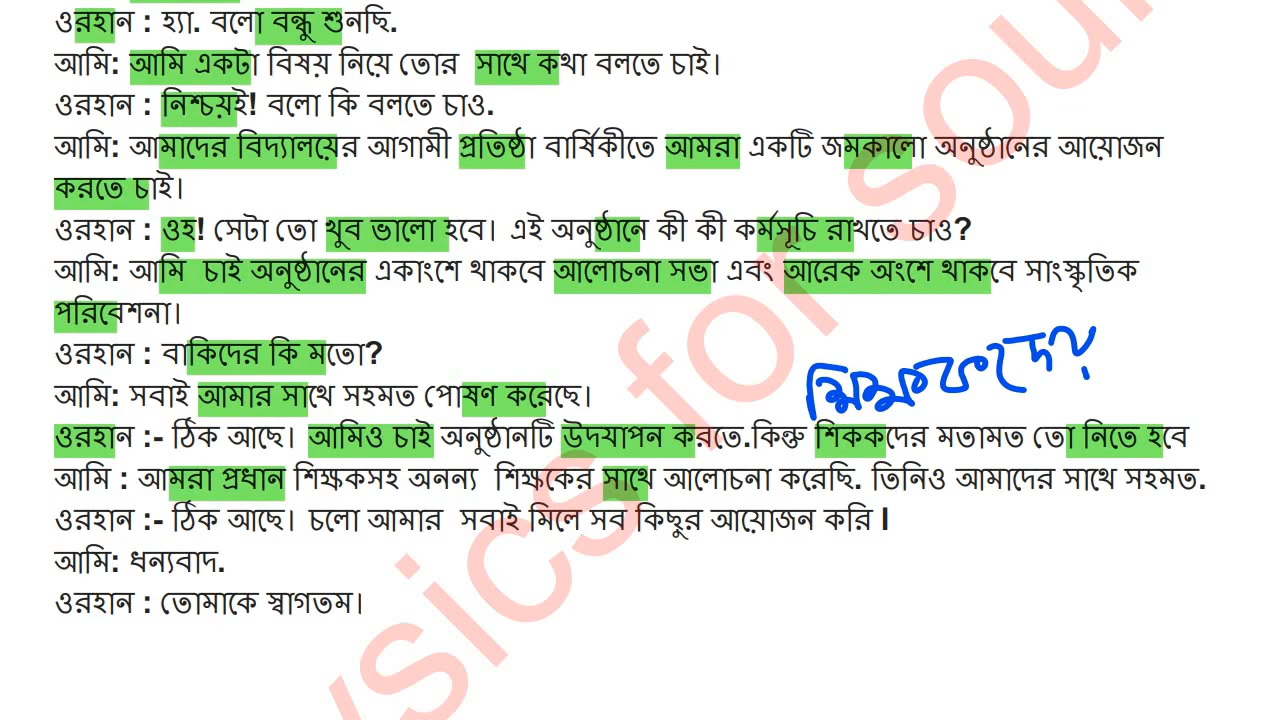 ওরহান : হ্যা. বলো বন্ধু শুনছি.
আমি: আমি একটা বিষয় নিয়ে তোর সাথে কথা বলতে চাই।
ওরহান : নিশ্চয়ই! বলো কি বলতে চাও.
আমি: আমাদের বিদ্যালয়ের আগামী প্রতিষ্ঠা বার্ষিকীতে আমরা একটি জমকালো অনুষ্ঠানের আয়োজন
করতে চাই।
ওরহান : ওহ! সেটা তো খুব ভালো হবে। এই অনুষ্ঠানে কী কী কর্মসূচি রাখতে চাও?
আমি: আমি চাই অনুষ্ঠানের একাংশে থাকবে আলোচনা সভা এবং আরেক অংশে থাকবে সাংস্কৃতিক
পরিবেশনা।
ওরহান : বাকিদের কি মতো?
আমি: সবাই আমার সাথে সহমত পোষণ করেছে।
ওরহান :- ঠিক আছে। আমিও চাই অনুষ্ঠানটি উদযাপন করতে.কিন্তু শিককদের মতামত তো নিতে হবে
আমি : আমরা প্রধান শিক্ষকসহ অনন্য শিক্ষকের সাথে আলোচনা করেছি. তিনিও আমাদের সাথে সহমত.
ওরহান :- ঠিক আছে। চলো আমার সবাই মিলে সব কিছুর আয়োজন করি l
আমি: ধন্যবাদ.
ওরহান : তোমাকে স্বাগতম।
ysics for sour